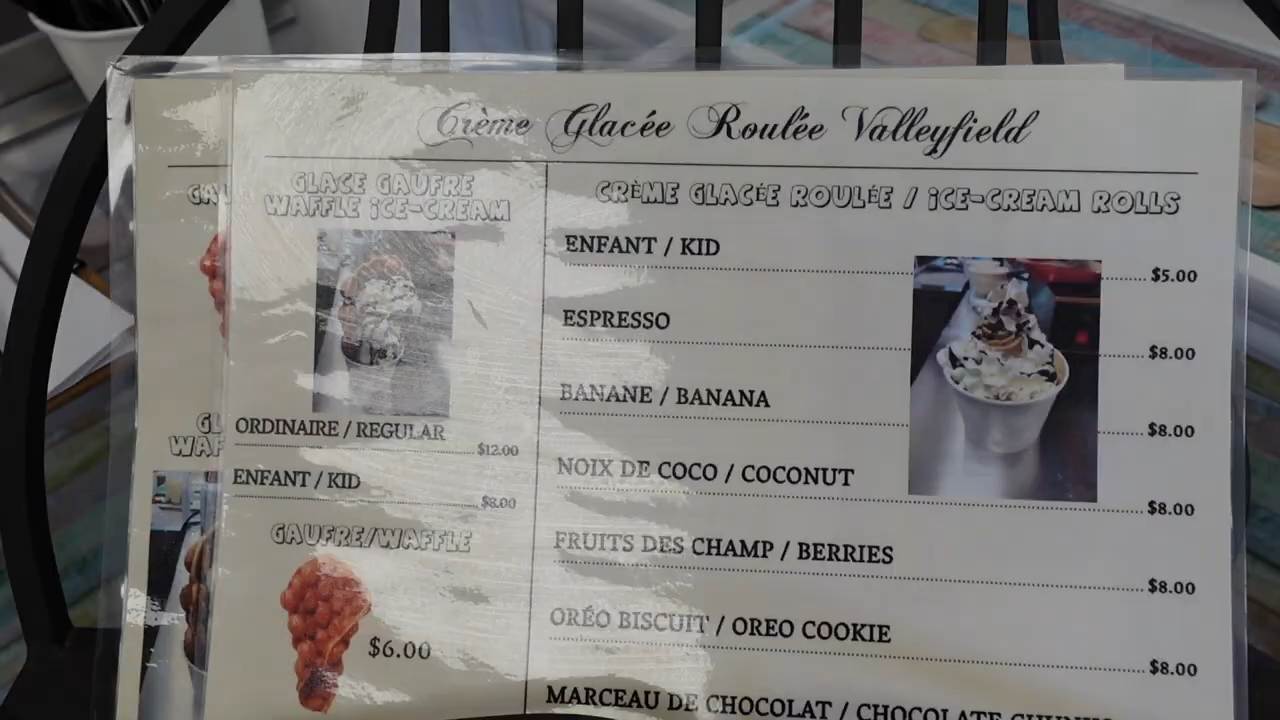 Crème Glacée Roulée Valleyfield
GLACE GAUFRE
WAFFLE iCE-CREAM
ORDINAIRE / REGULAR
$12.00
ENFANT / KID
$8.00
GAUFRE/WAFFLE
$6.00
CRÈME GLACÉE ROULÉE / iCE-CREAM ROLLS
ENFANT / KID
$5.00
ESPRESSO
$8.00
BANANE / BANANA
$8.00
NOIX DE COCO / COCONUT
$8.00
FRUITS DES CHAMP / BERRIES
$8.00
ORÉO BISCUIT / OREO COOKIE
$8.00
MARCEAU DE CHOCOLAT / CHOCOLATE